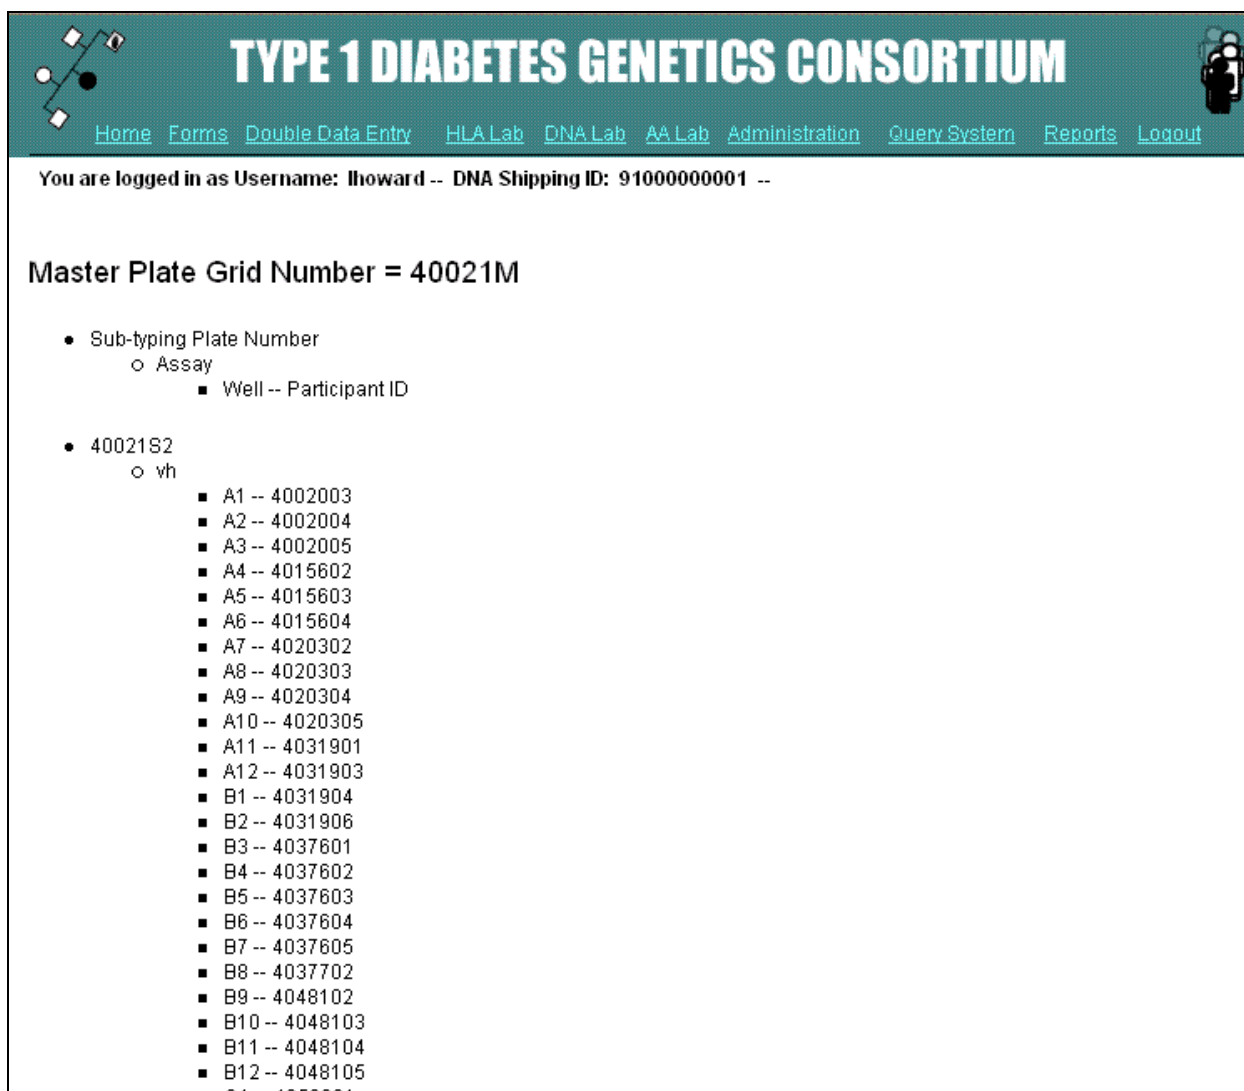 TYPE 1 DIABETES GENETICS CONSORTIUM
Home Forms Double Data Entry HLA Lab DNA Lab AA Lab Administration Query System Reports Logout
You are logged in as Username: lhoward -- DNA Shipping ID: 91000000001 --
Master Plate Grid Number = 40021M
Sub-typing Plate Number
Assay
Well -- Participant ID
40021S2
vh
A1 -- 4002003
A2 -- 4002004
A3 -- 4002005
A4 -- 4015602
A5 -- 4015603
A6 -- 4015604
A7 -- 4020302
A8 -- 4020303
A9 -- 4020304
A10 -- 4020305
A11 -- 4031901
A12 -- 4031903
B1 -- 4031904
B2 -- 4031906
B3 -- 4037601
B4 -- 4037602
B5 -- 4037603
B6 -- 4037604
B7 -- 4037605
B8 -- 4037702
B9 -- 4048102
B10 -- 4048103
B11 -- 4048104
B12 -- 4048105